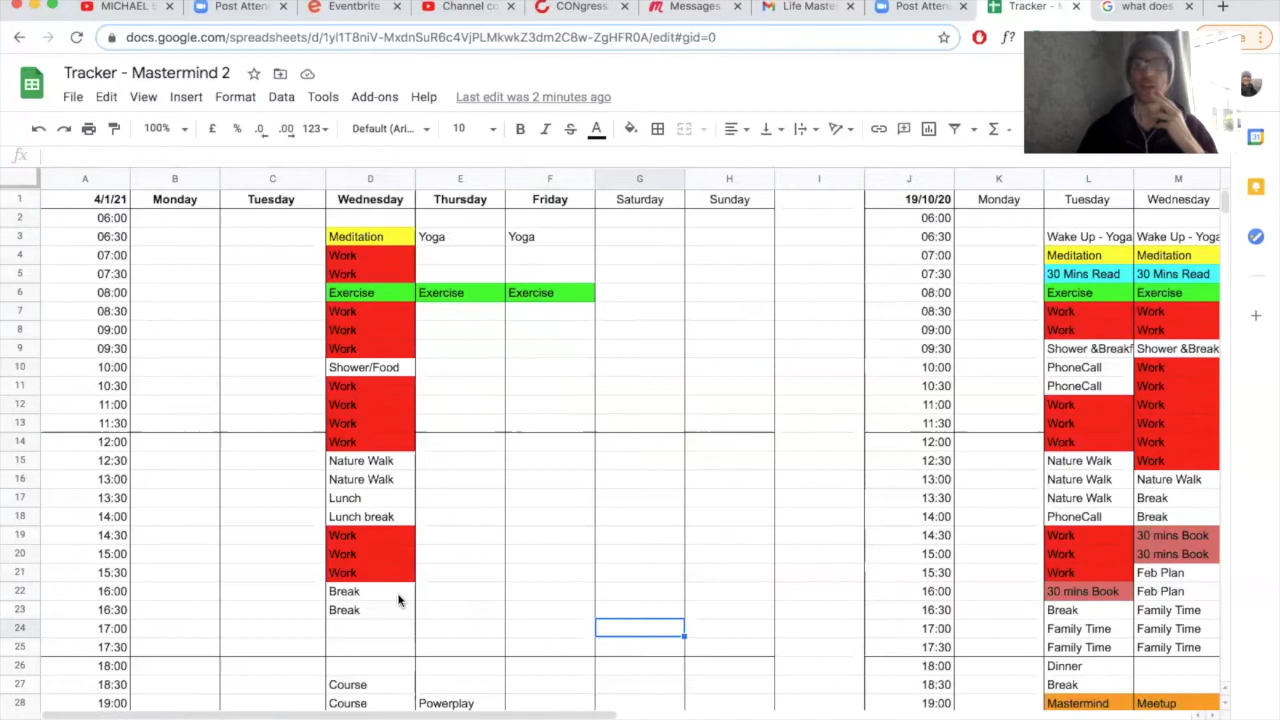 MICHAEL E
Post Atten
Eventbrite
Channel co
CONgress
Messages
Life Maste
Post Atten
Tracker - M
what does
docs.google.com/spreadsheets/d/1yl1T8niV-MxdnSuR6c4VjPLMkwkZ3dm2C8w-ZgHFR0A/edit#gid=0
f?
Tracker - Mastermind 2
File Edit View Insert Format Data Tools Add-ons Help Last edit was 2 minutes ago
100% £ % .0 .00 123 Default (Ari... 10 B I S A
fx
A B C D E F G H I J K L M
1 4/1/21 Monday Tuesday Wednesday Thursday Friday Saturday Sunday 19/10/20 Monday Tuesday Wednesday
2 06:00 06:00
3 06:30 Meditation Yoga Yoga 06:30 Wake Up - Yoga Wake Up - Yoga
4 07:00 Work 07:00 Meditation Meditation
5 07:30 Work 07:30 30 Mins Read 30 Mins Read
6 08:00 Exercise Exercise Exercise 08:00 Exercise Exercise
7 08:30 Work 08:30 Work Work
8 09:00 Work 09:00 Work Work
9 09:30 Work 09:30 Shower &Breakf Shower &Break
10 10:00 Shower/Food 10:00 PhoneCall Work
11 10:30 Work 10:30 PhoneCall Work
12 11:00 Work 11:00 Work Work
13 11:30 Work 11:30 Work Work
14 12:00 Work 12:00 Work Work
15 12:30 Nature Walk 12:30 Nature Walk Work
16 13:00 Nature Walk 13:00 Nature Walk Nature Walk
17 13:30 Lunch 13:30 Nature Walk Break
18 14:00 Lunch break 14:00 PhoneCall Break
19 14:30 Work 14:30 Work 30 mins Book
20 15:00 Work 15:00 Work 30 mins Book
21 15:30 Work 15:30 Work Feb Plan
22 16:00 Break 16:00 30 mins Book Feb Plan
23 16:30 Break 16:30 Break Family Time
24 17:00 17:00 Family Time Family Time
25 17:30 17:30 Family Time Family Time
26 18:00 18:00 Dinner
27 18:30 Course 18:30 Break
28 19:00 Course Powerplay 19:00 Mastermind Meetup